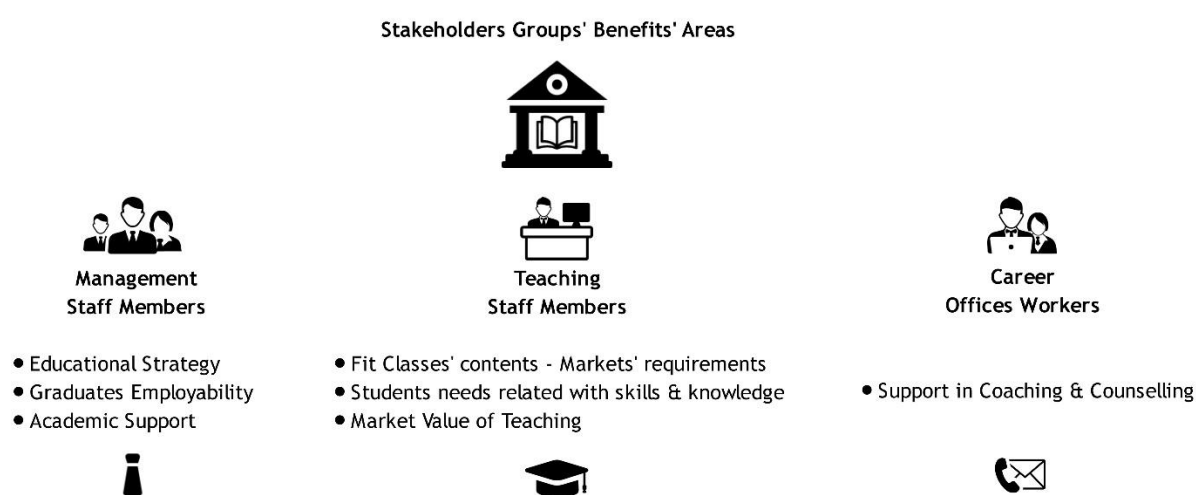 Stakeholders Groups' Benefits' Areas
Management
Staff Members
Teaching
Staff Members
Career
Offices Workers
• Educational Strategy
• Graduates Employability
• Academic Support
• Fit Classes' contents - Markets' requirements
• Students needs related with skills & knowledge
• Market Value of Teaching
• Support in Coaching & Counselling